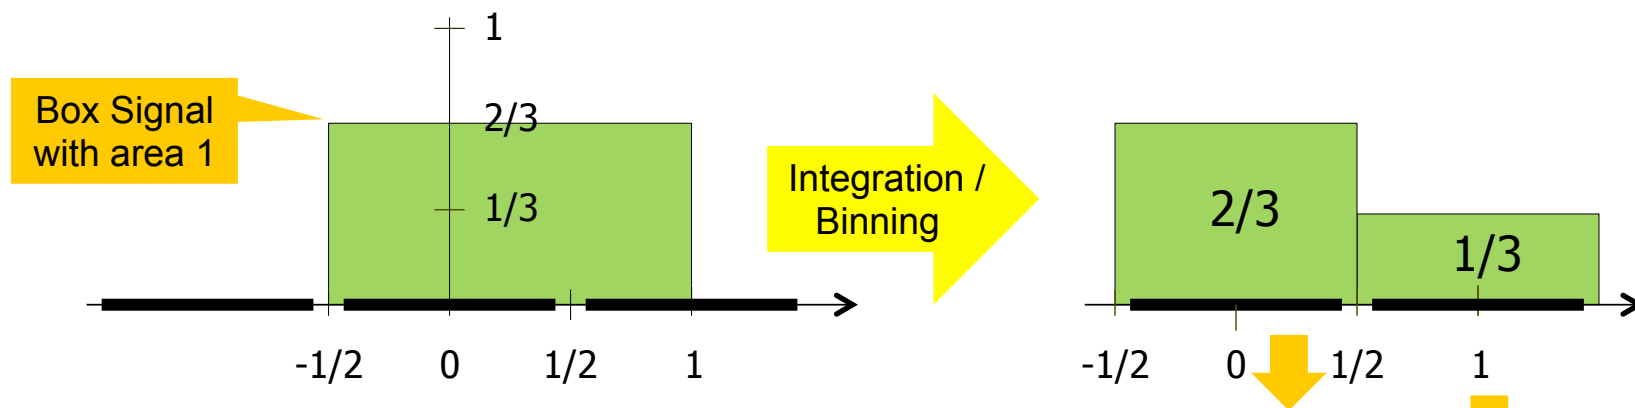 1
Box Signal
with area 1
2/3
1/3
-1/2 0 1/2 1
Integration /
Binning
2/3
1/3
-1/2 0 1/2 1